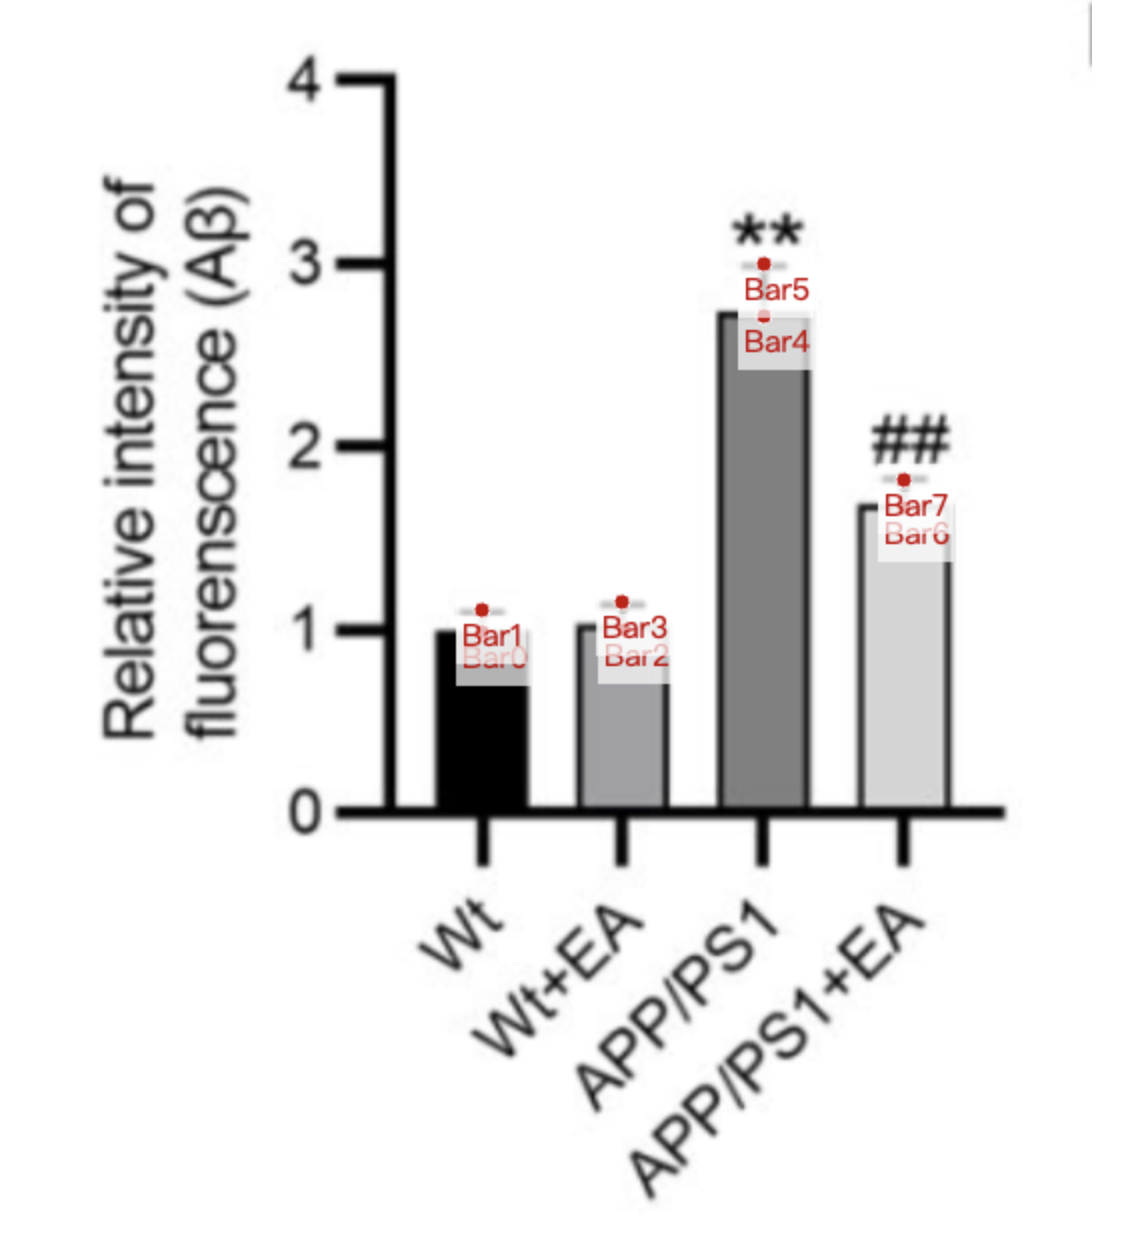 4
3
2
1
0
Relative intensity of
fluorenscence (Aβ)
**
Bar5
Bar4
##
Bar7
Bar6
Bar1
Bar0
Bar3
Bar2
Wt
Wt+EA
APP/PS1
APP/PS1+EA